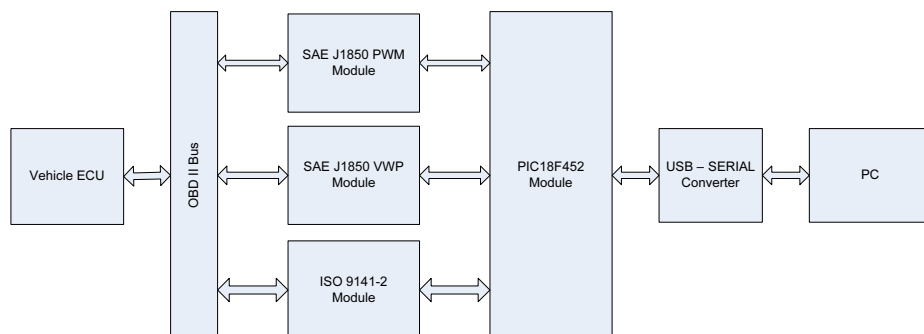 Vehicle ECU
OBD II Bus
SAE J1850 PWM
Module
SAE J1850 VWP
Module
ISO 9141-2
Module
PIC18F452
Module
USB – SERIAL
Converter
PC